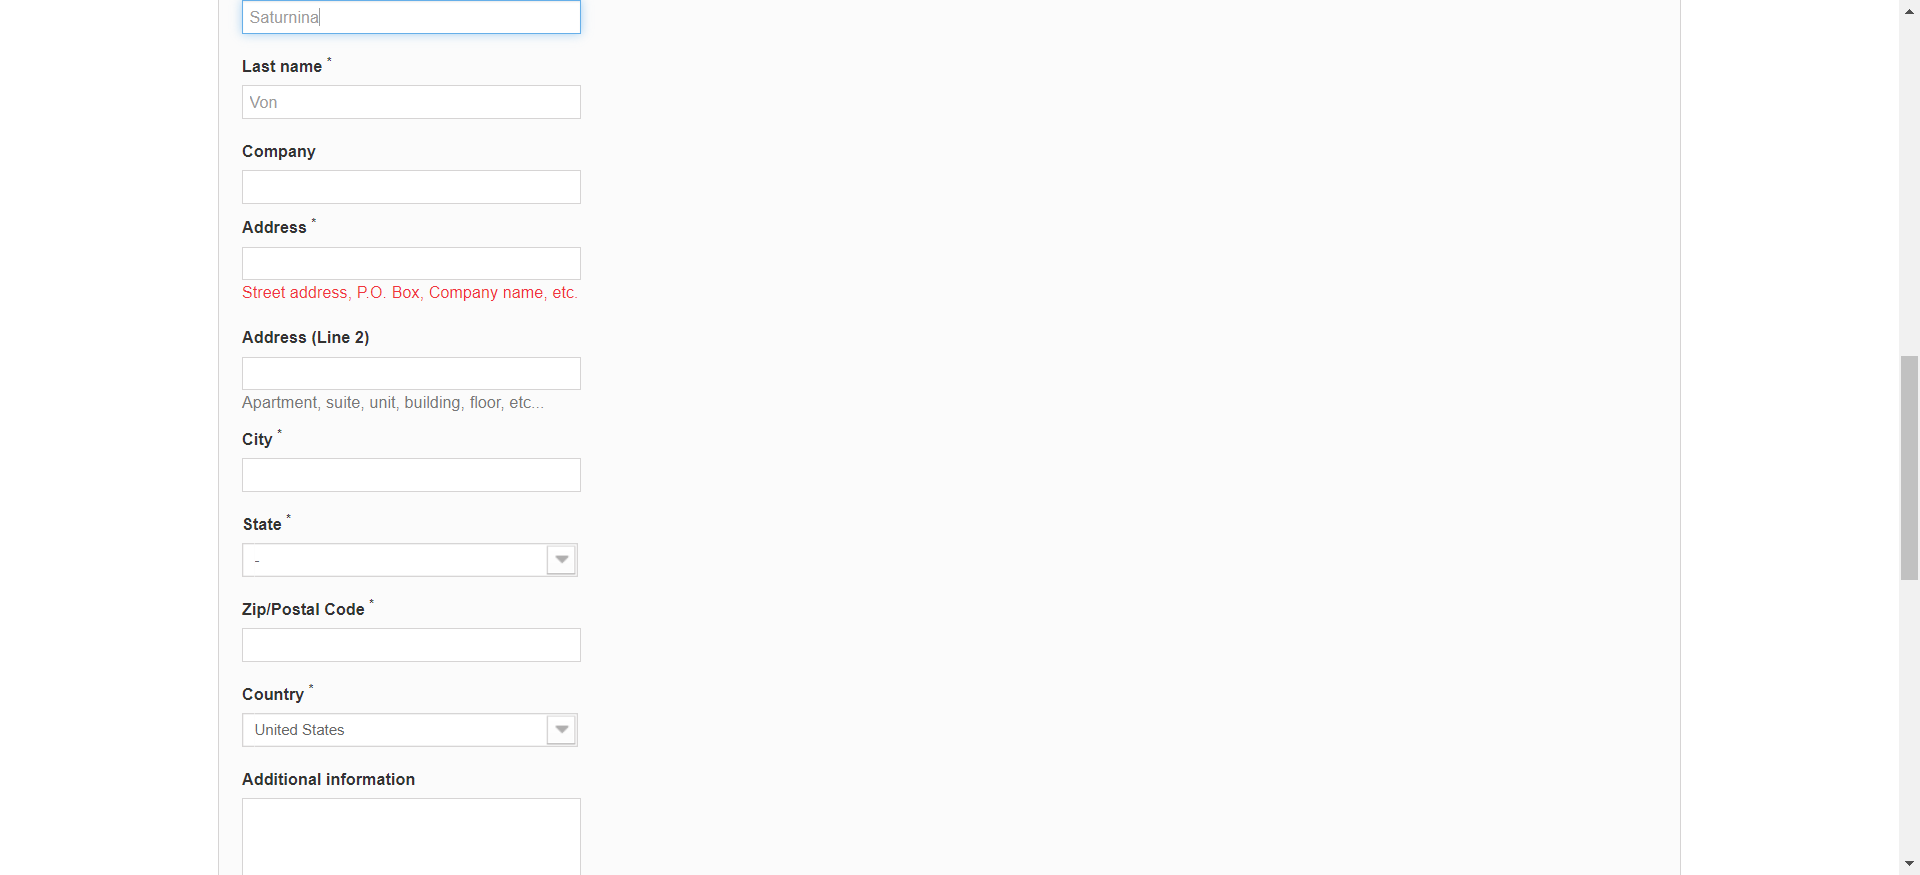 Saturnina
Last name *
Von
Company
Address *
Street address, P.O. Box, Company name, etc.
Address (Line 2)
Apartment, suite, unit, building, floor, etc...
City *
State *
-
Zip/Postal Code *
Country *
United States
Additional information